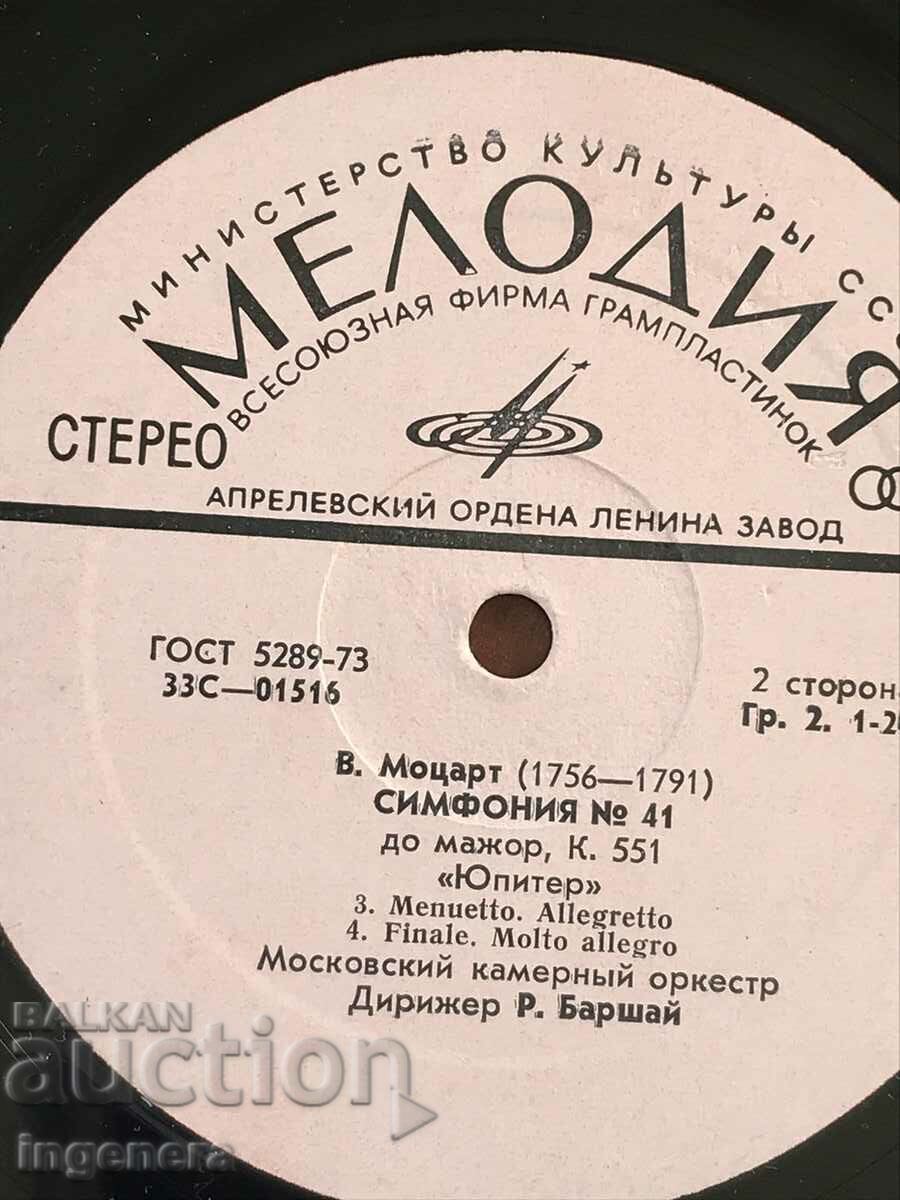 МИНИСТЕРСТВО КУЛЬТУРЫ
МЕЛОДИЯ
ВСЕСОЮЗНАЯ ФИРМА ГРАМПЛАСТИНОК
СТЕРЕО
АПРЕЛЕВСКИЙ ОРДЕНА ЛЕНИНА ЗАВОД
ГОСТ 5289-73
33С—01516
2 сторон
Гр. 2. 1-2
В. Моцарт (1756—1791)
СИМФОНИЯ № 41
до мажор, К. 551
«Юпитер»
3. Menuetto. Allegretto
4. Finale. Molto allegro
Московский камерный оркестр
Дирижер Р. Баршай
BALKAN
auction
ingenera